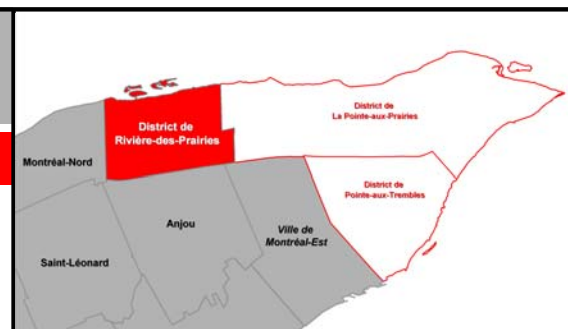 District de
Rivière-des-Prairies
District de
La Pointe-aux-Prairies
Montréal-Nord
District de
Pointe-aux-Trembles
Anjou
Ville de
Montréal-Est
Saint-Léonard